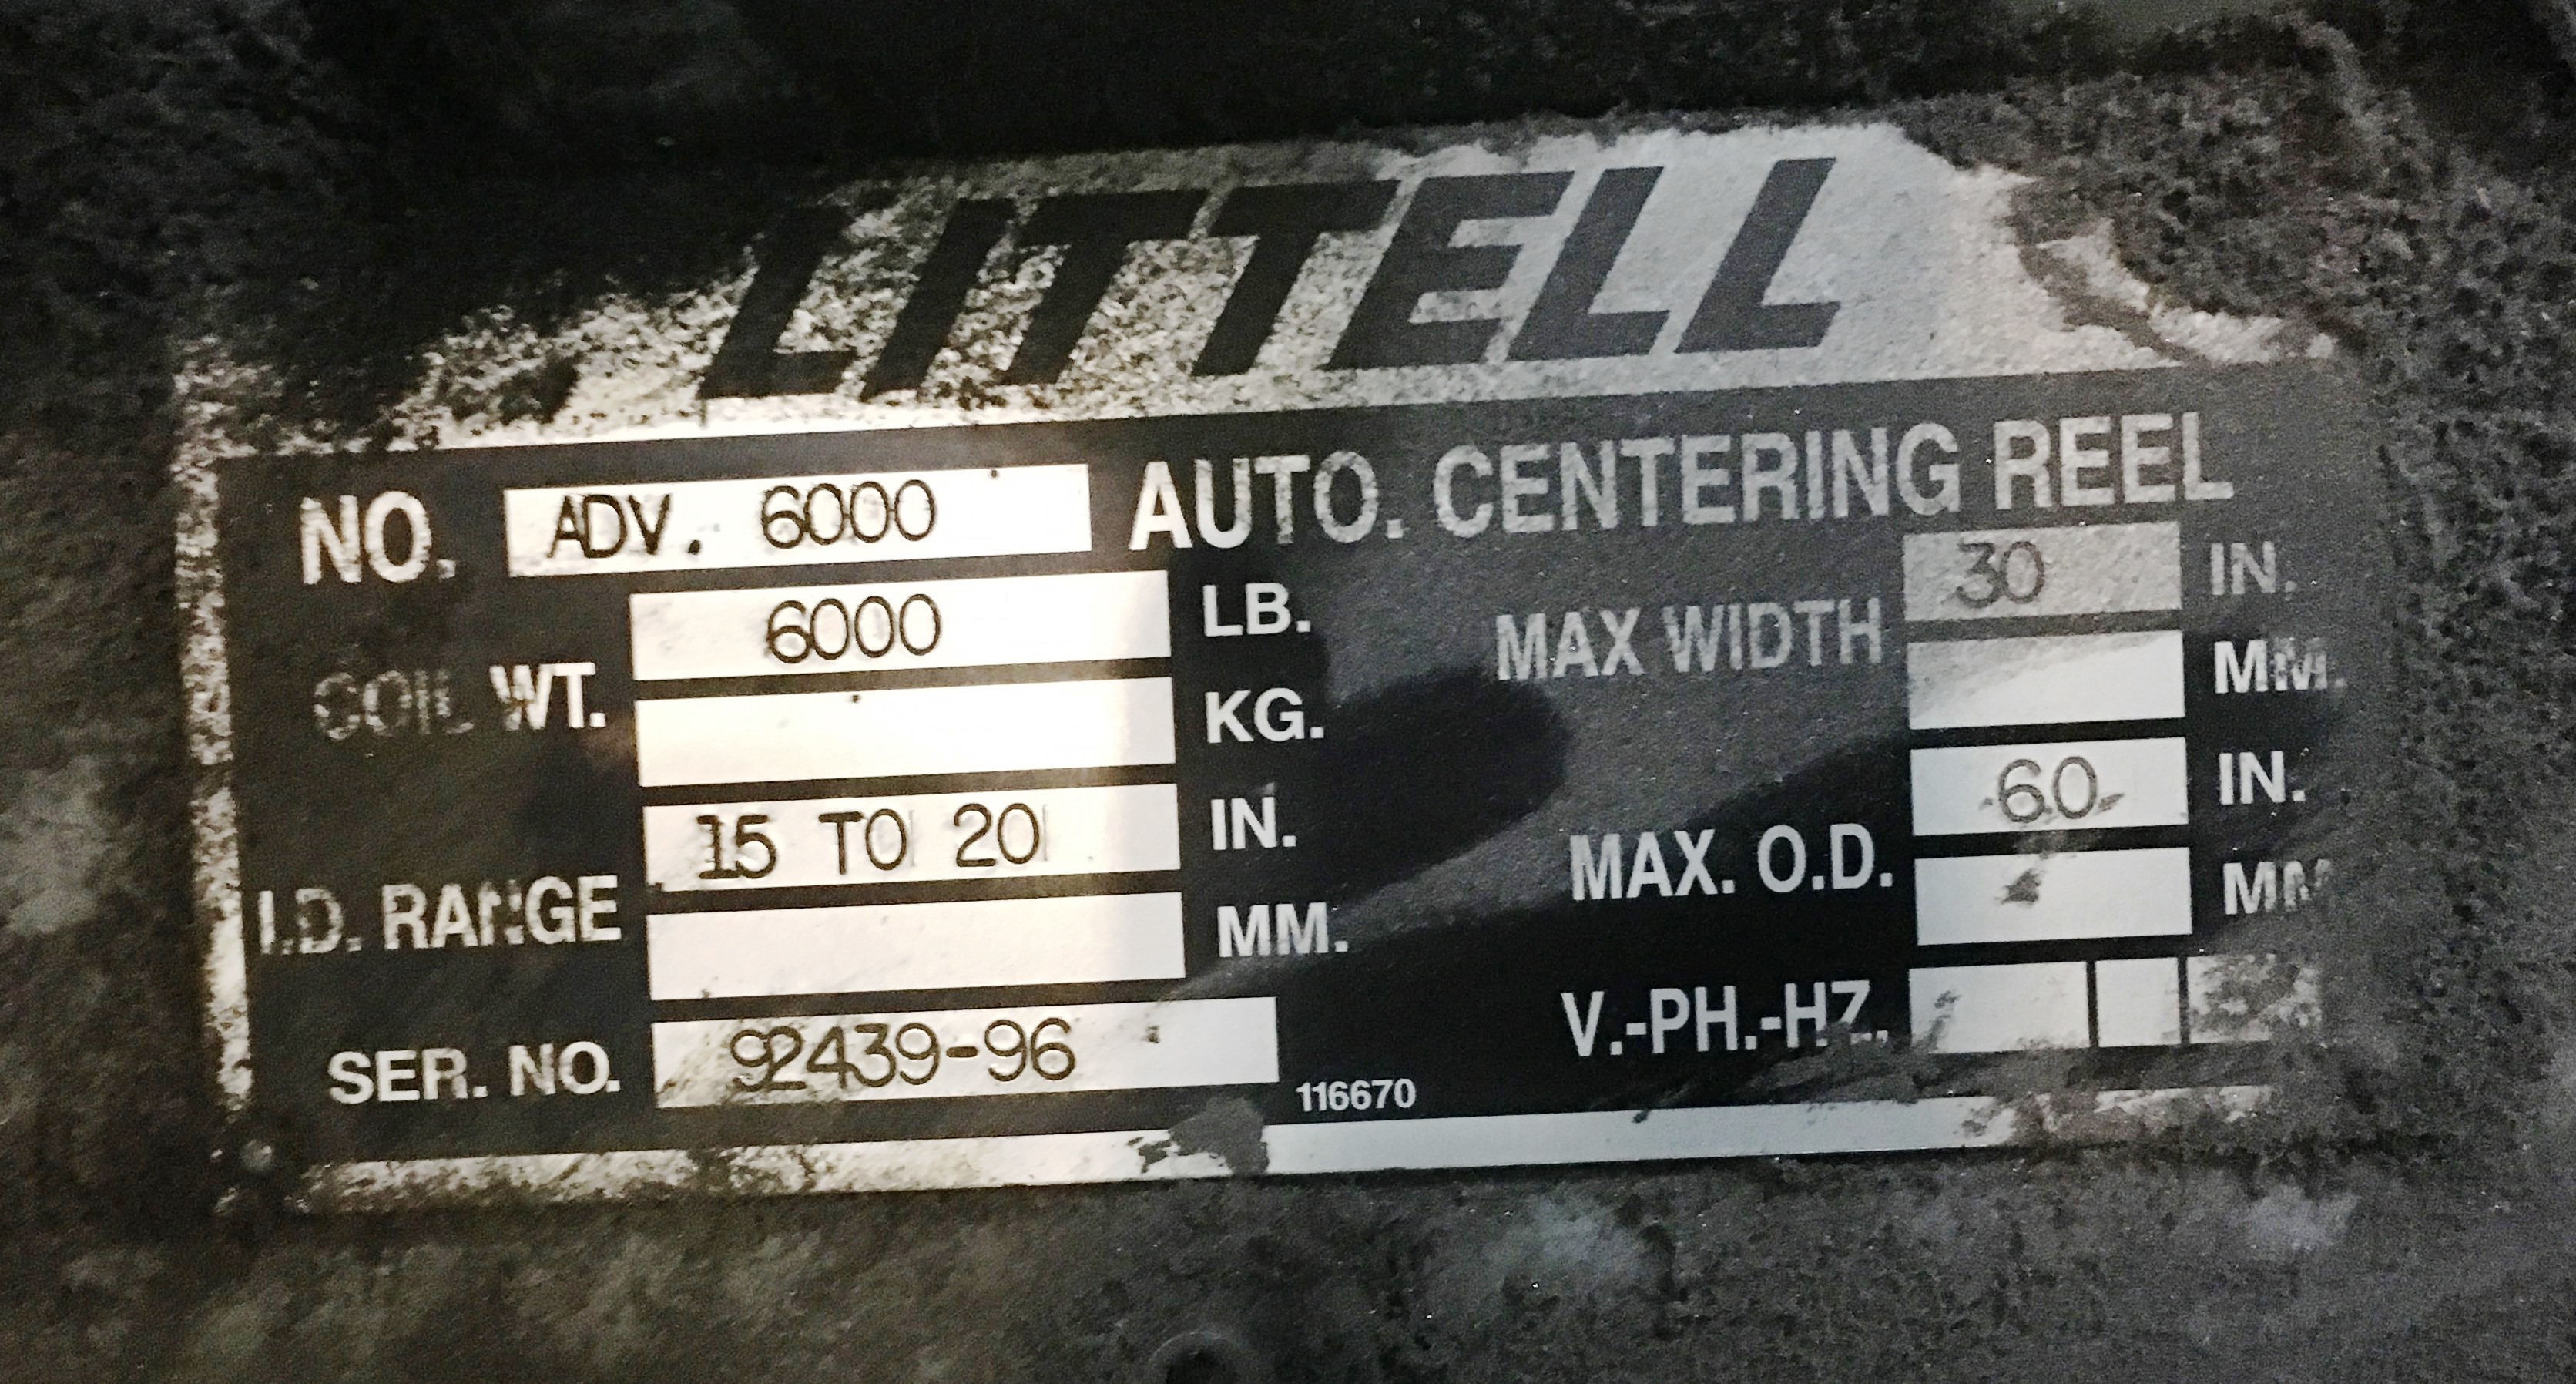 LITTELL
NO. ADV. 6000 AUTO. CENTERING REEL
COIL WT. 6000 LB.
KG.
I.D. RANGE 15 TO 20 IN.
MM.
SER. NO. 92439-96
116670
MAX WIDTH 30 IN.
MM.
MAX. O.D. 60 IN.
MM
V.-PH.-HZ.